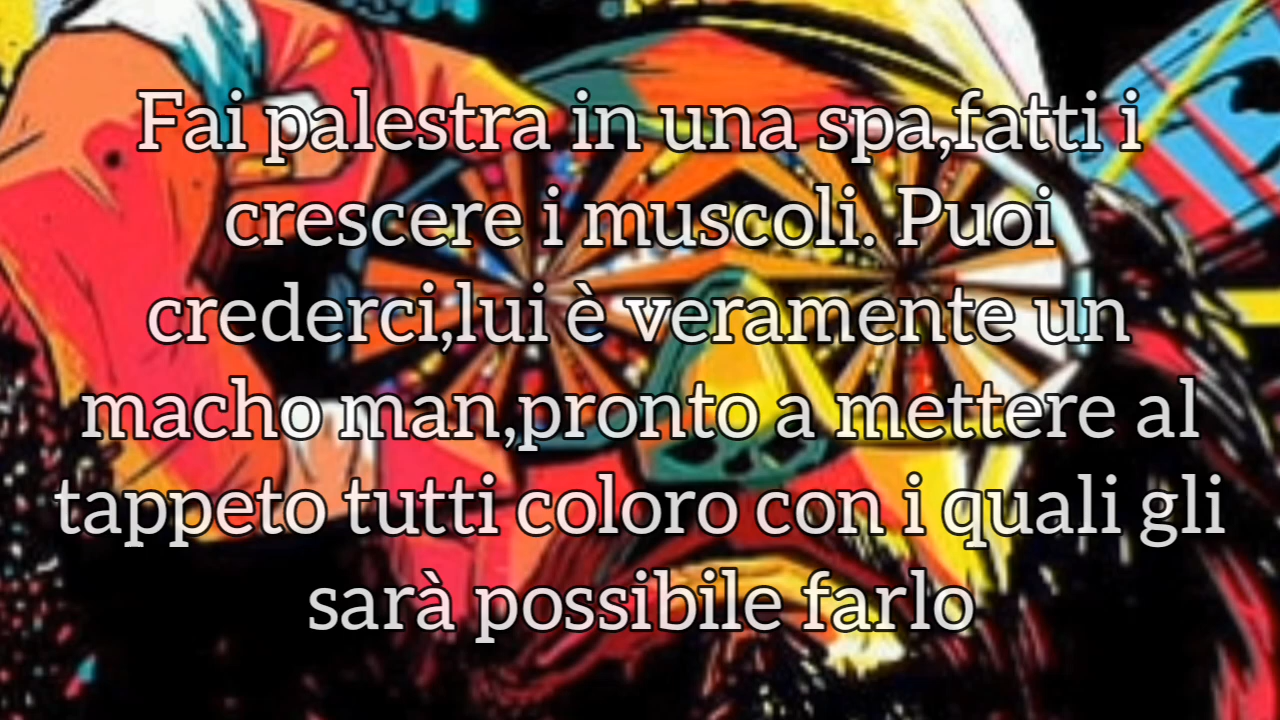 Fai palestra in una spa,fatti i
crescere i muscoli. Puoi
crederci,lui è veramente un
macho man,pronto a mettere al
tappeto tutti coloro con i quali gli
sarà possibile farlo